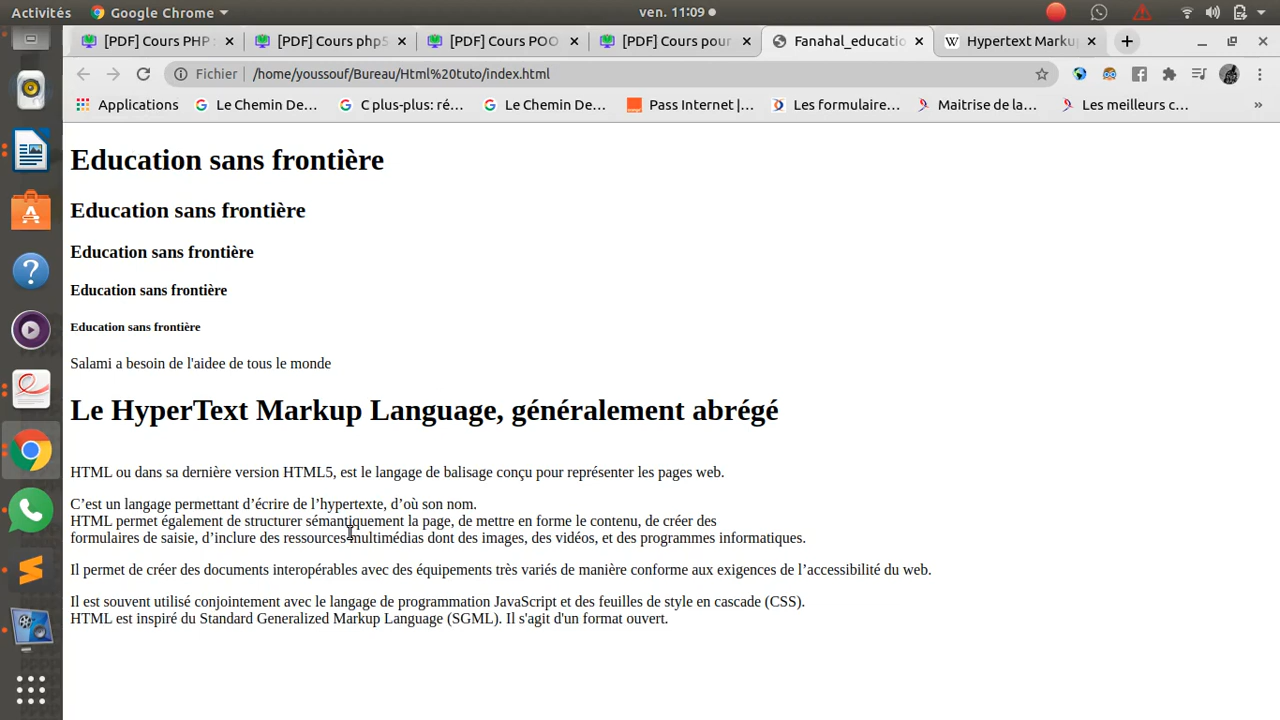 Activités Google Chrome ven. 11:09
[PDF] Cours PHP [PDF] Cours php5 [PDF] Cours POO [PDF] Cours pour Fanahal_educatio Hypertext Marku
Fichier /home/youssouf/Bureau/Html%20tuto/index.html
Applications Le Chemin De... C plus-plus: ré... Le Chemin De... Pass Internet |... Les formulaire... Maitrise de la... Les meilleurs c... »
Education sans frontière
Education sans frontière
Education sans frontière
Education sans frontière
Education sans frontière
Salami a besoin de l'aidee de tous le monde
Le HyperText Markup Language, généralement abrégé
HTML ou dans sa dernière version HTML5, est le langage de balisage conçu pour représenter les pages web.
C’est un langage permettant d’écrire de l’hypertexte, d’où son nom.
HTML permet également de structurer sémantiquement la page, de mettre en forme le contenu, de créer des
formulaires de saisie, d’inclure des ressources multimédias dont des images, des vidéos, et des programmes informatiques.
Il permet de créer des documents interopérables avec des équipements très variés de manière conforme aux exigences de l’accessibilité du web.
Il est souvent utilisé conjointement avec le langage de programmation JavaScript et des feuilles de style en cascade (CSS).
HTML est inspiré du Standard Generalized Markup Language (SGML). Il s'agit d'un format ouvert.